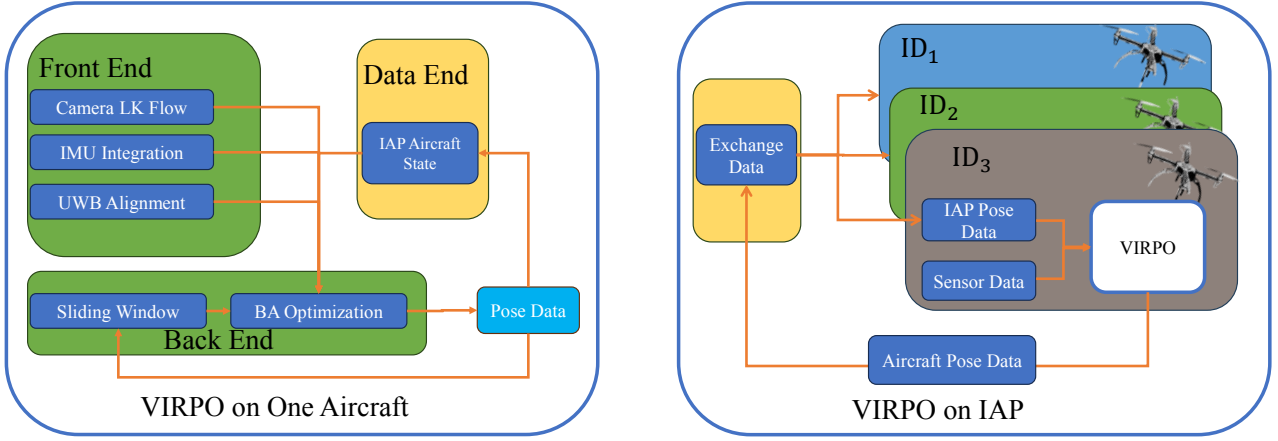 Front End
Camera LK Flow
IMU Integration
UWB Alignment
Data End
IAP Aircraft
State
Sliding Window
BA Optimization
Back End
Pose Data
VIRPO on One Aircraft
Exchange
Data
ID₁
ID₂
ID₃
IAP Pose
Data
Sensor Data
VIRPO
Aircraft Pose Data
VIRPO on IAP